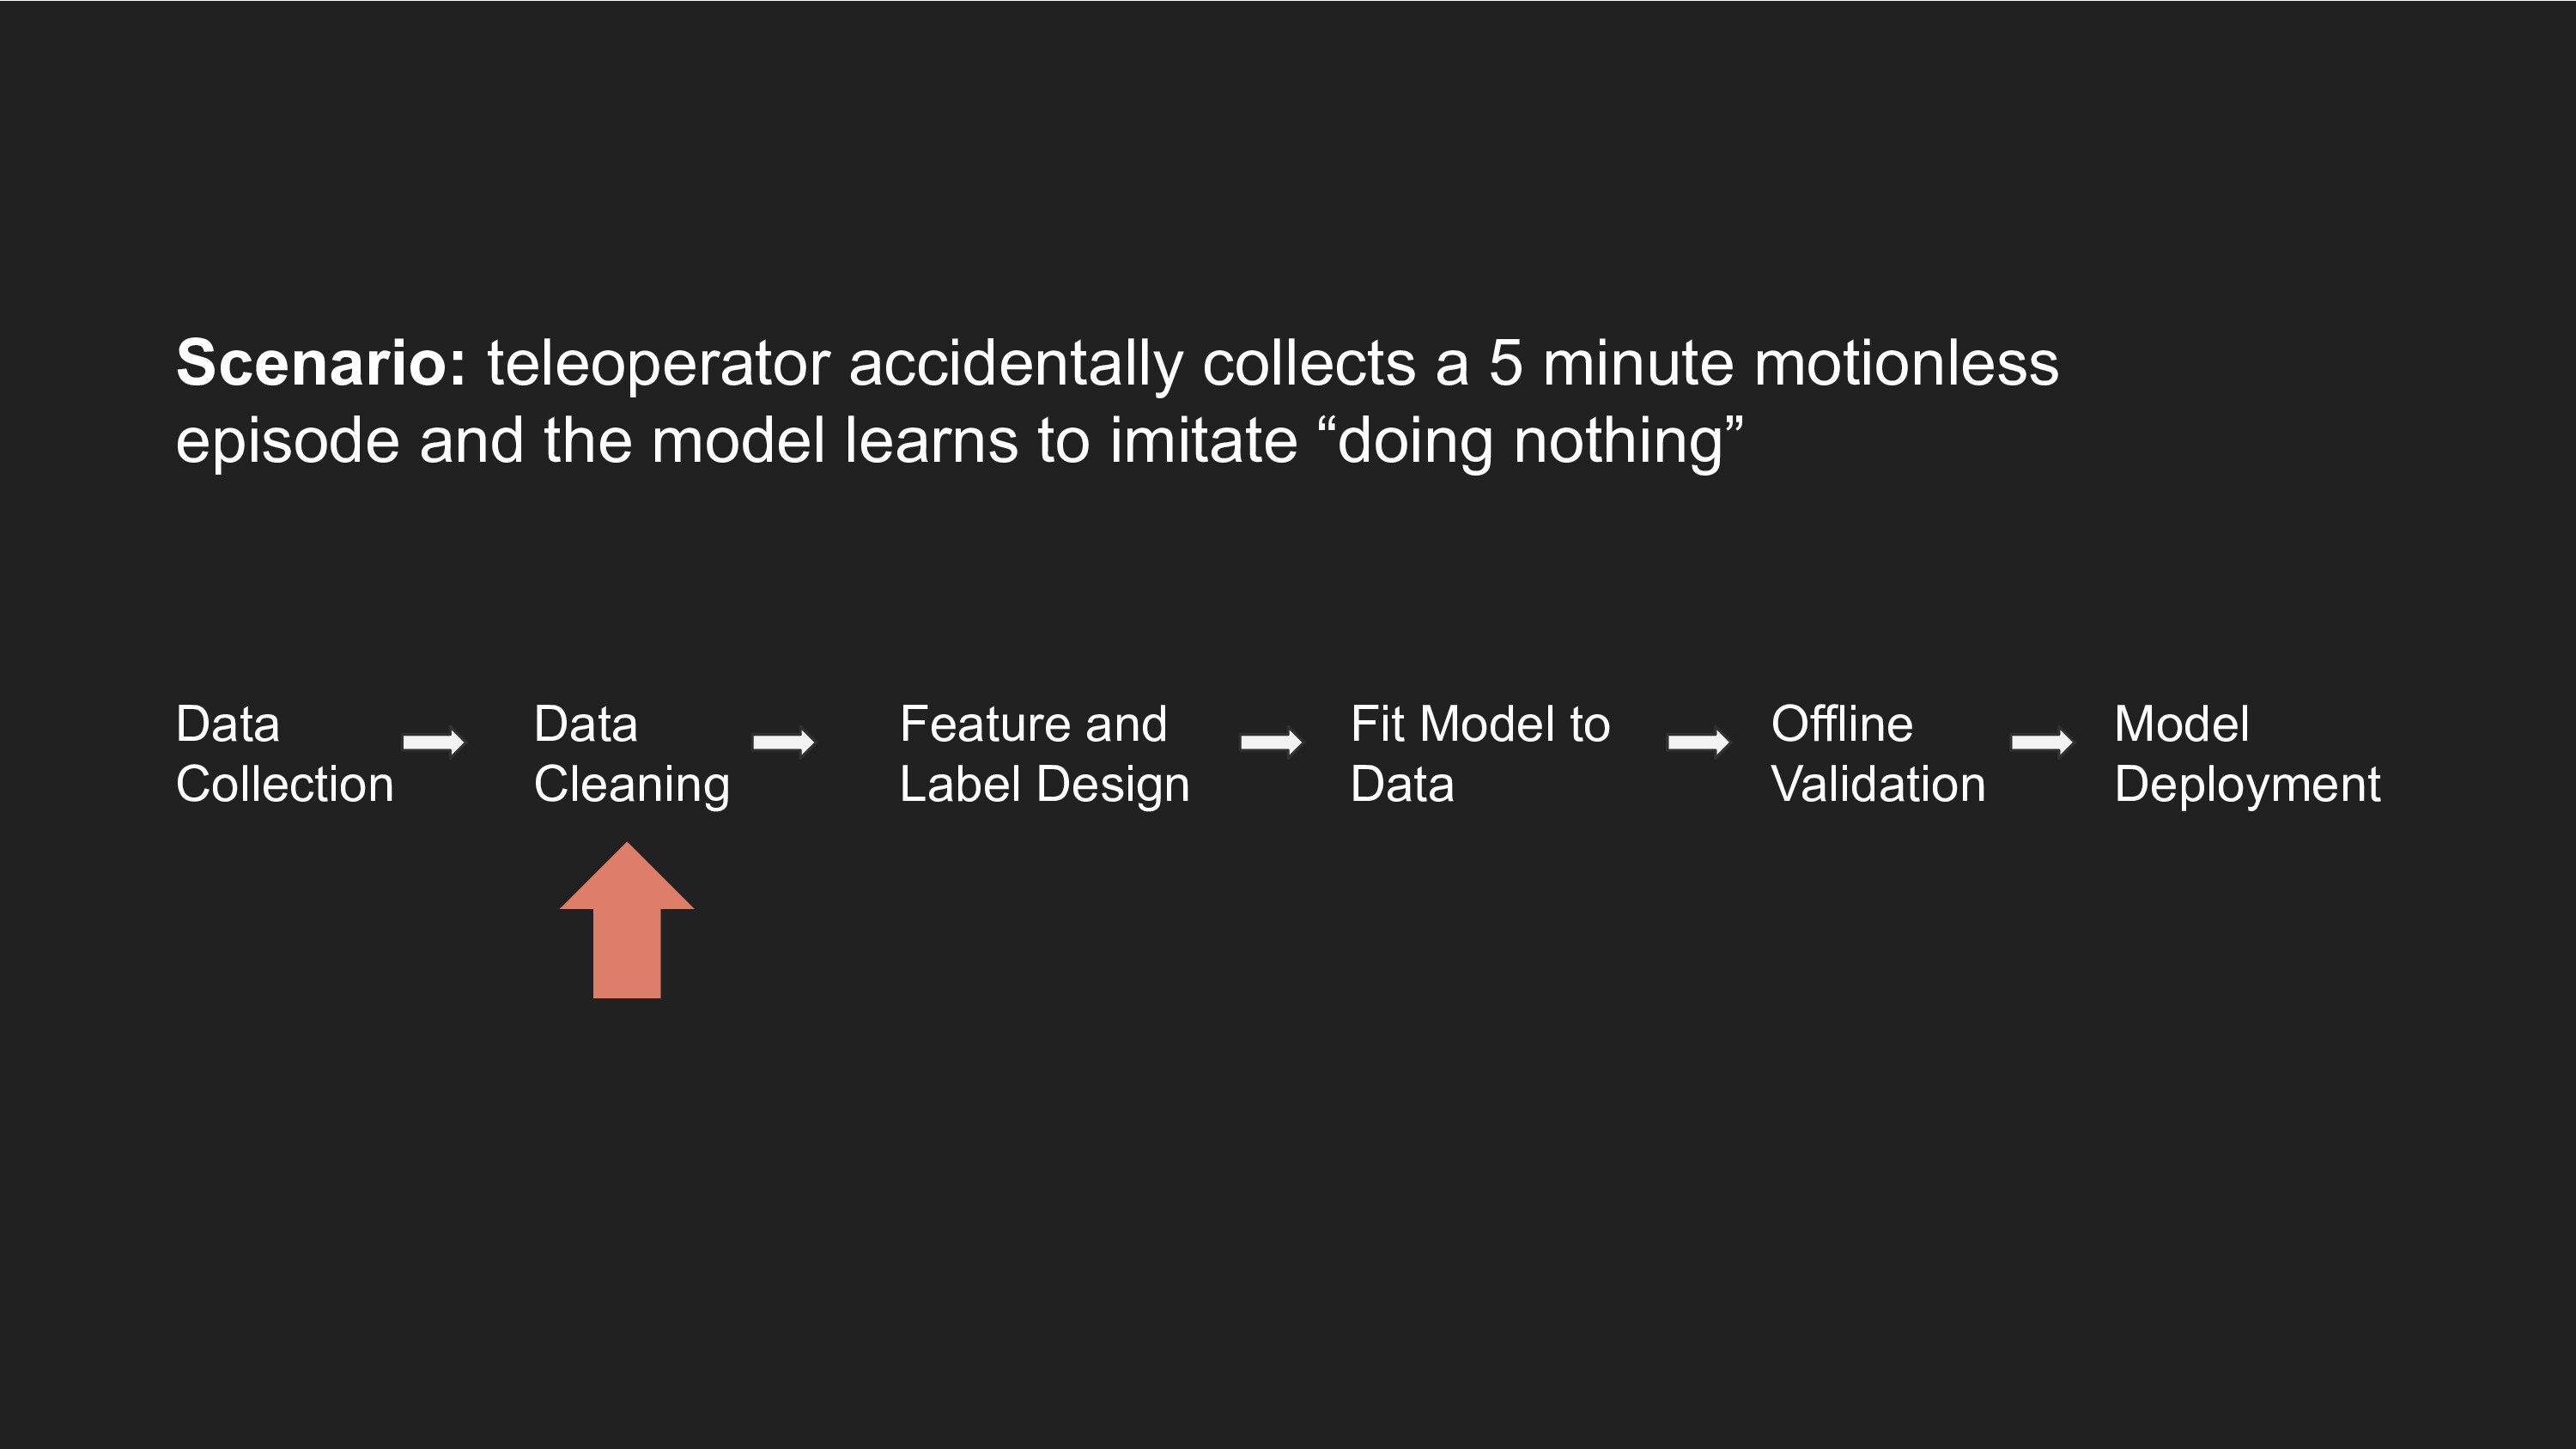 Scenario: teleoperator accidentally collects a 5 minute motionless
episode and the model learns to imitate “doing nothing”
Data
Collection
Data
Cleaning
Feature and
Label Design
Fit Model to
Data
Offline
Validation
Model
Deployment